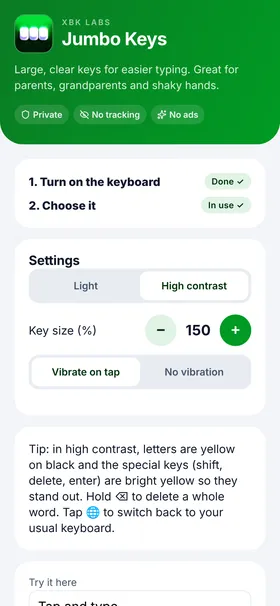 XBK LABS
Jumbo Keys
Large, clear keys for easier typing. Great for
parents, grandparents and shaky hands.
Private
No tracking
No ads
1. Turn on the keyboard
Done ✓
2. Choose it
In use ✓
Settings
Light
High contrast
Key size (%)
− 150 +
Vibrate on tap
No vibration
Tip: in high contrast, letters are yellow
on black and the special keys (shift,
delete, enter) are bright yellow so they
stand out. Hold ⌫ to delete a whole
word. Tap 🌐 to switch back to your
usual keyboard.
Try it here
Tap and type